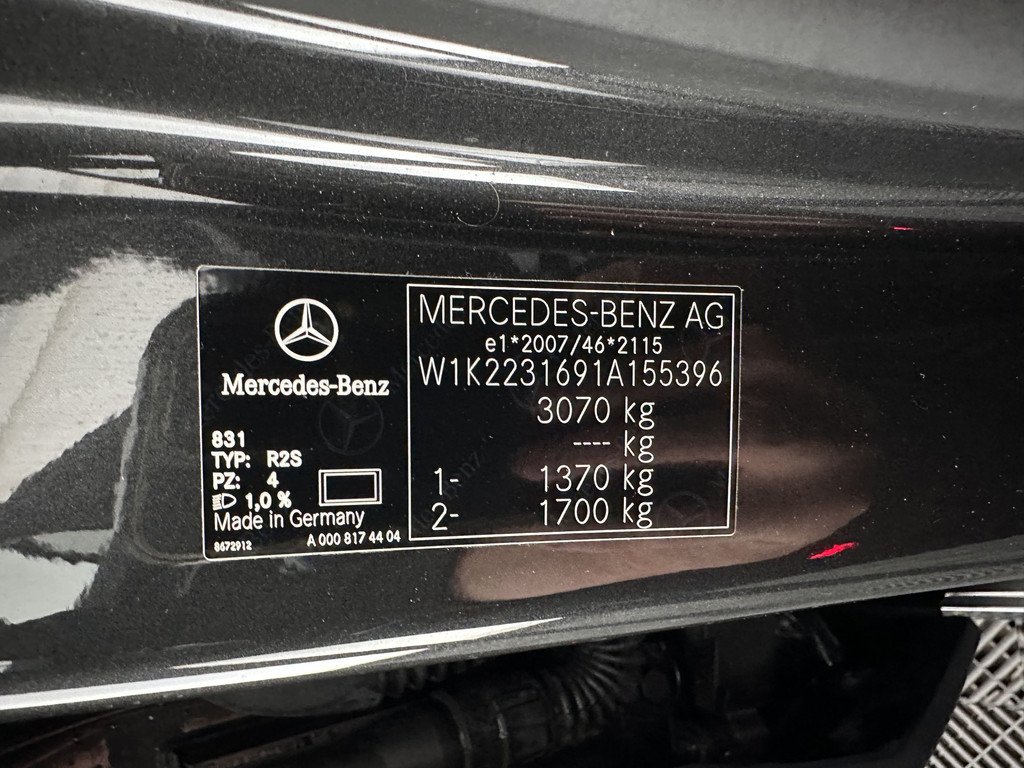 Mercedes-Benz
831
TYP: R2S
PZ: 4
1,0 %
Made in Germany
8672912
A 000 817 44 04
MERCEDES-BENZ AG
e1*2007/46*2115
W1K2231691A155396
3070 kg
---- kg
1- 1370 kg
2- 1700 kg